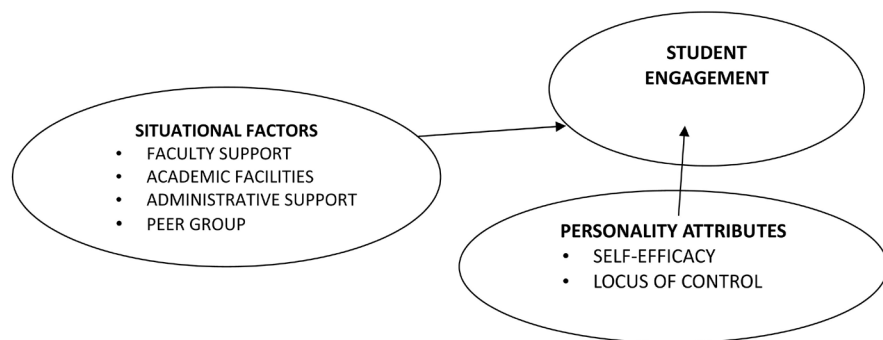 STUDENT
ENGAGEMENT
SITUATIONAL FACTORS
• FACULTY SUPPORT
• ACADEMIC FACILITIES
• ADMINISTRATIVE SUPPORT
• PEER GROUP
PERSONALITY ATTRIBUTES
• SELF-EFFICACY
• LOCUS OF CONTROL